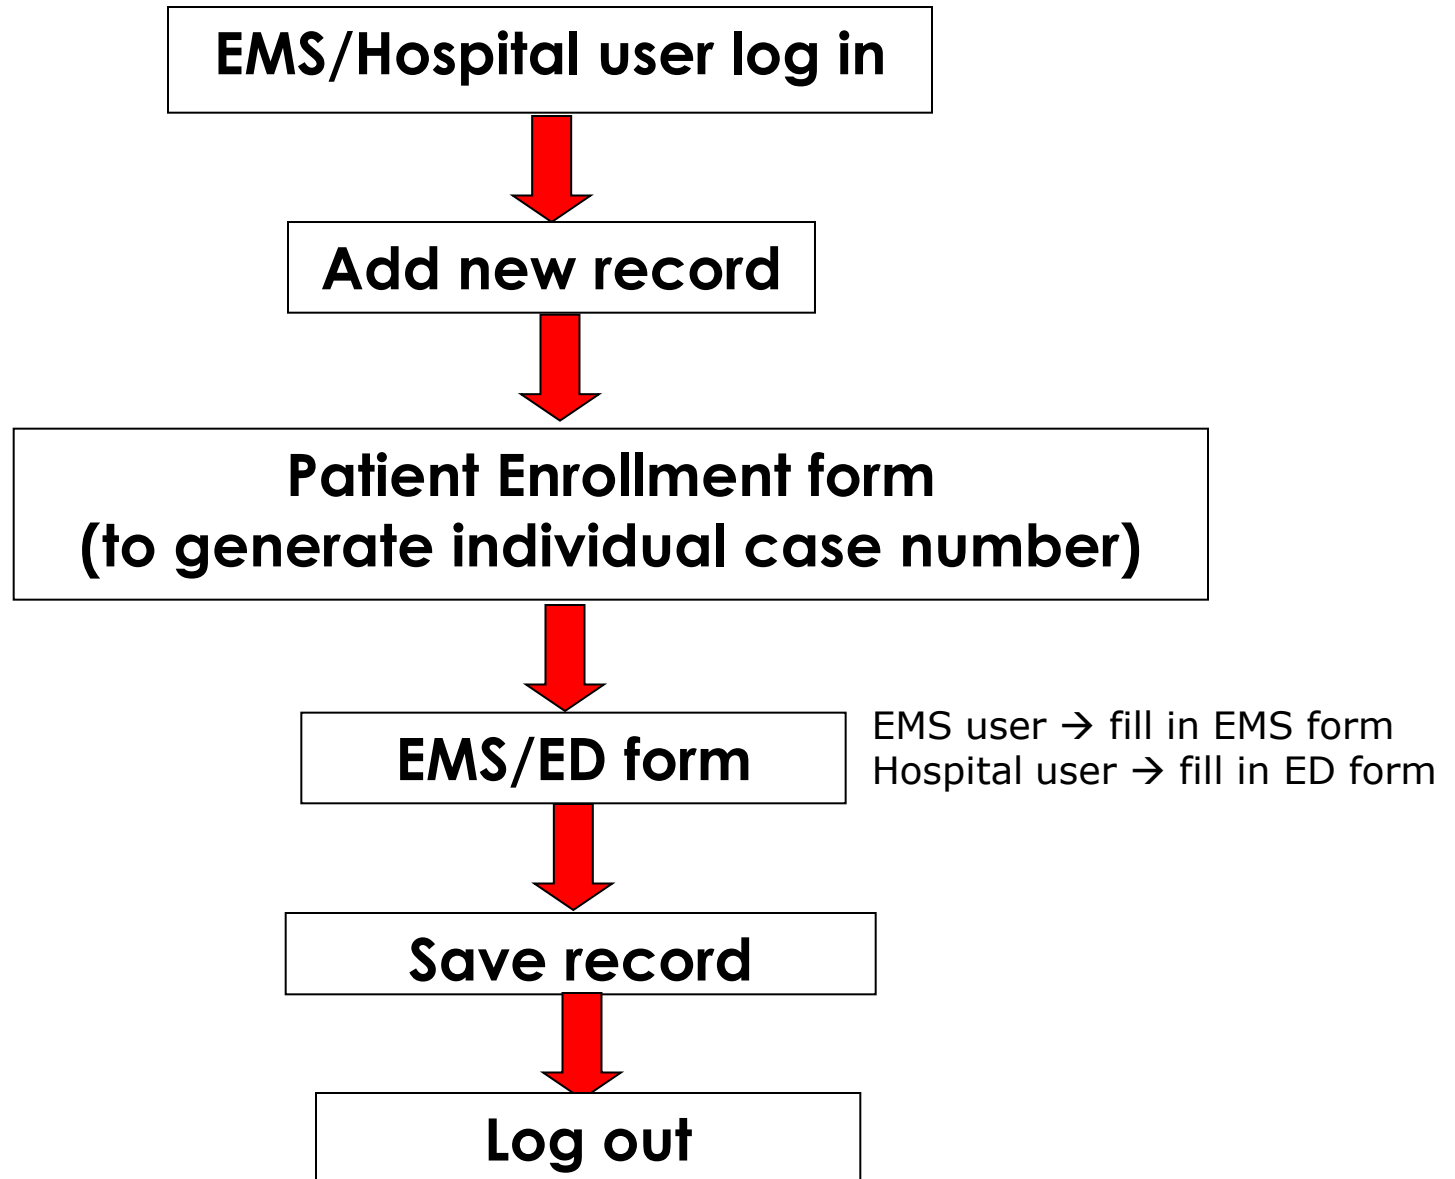 EMS/Hospital user log in
Add new record
Patient Enrollment form
(to generate individual case number)
EMS/ED form
EMS user → fill in EMS form
Hospital user → fill in ED form
Save record
Log out